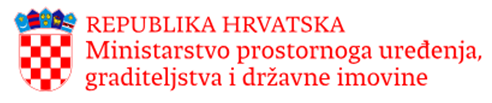 REPUBLIKA HRVATSKA
Ministarstvo prostornoga uređenja,
graditeljstva i državne imovine